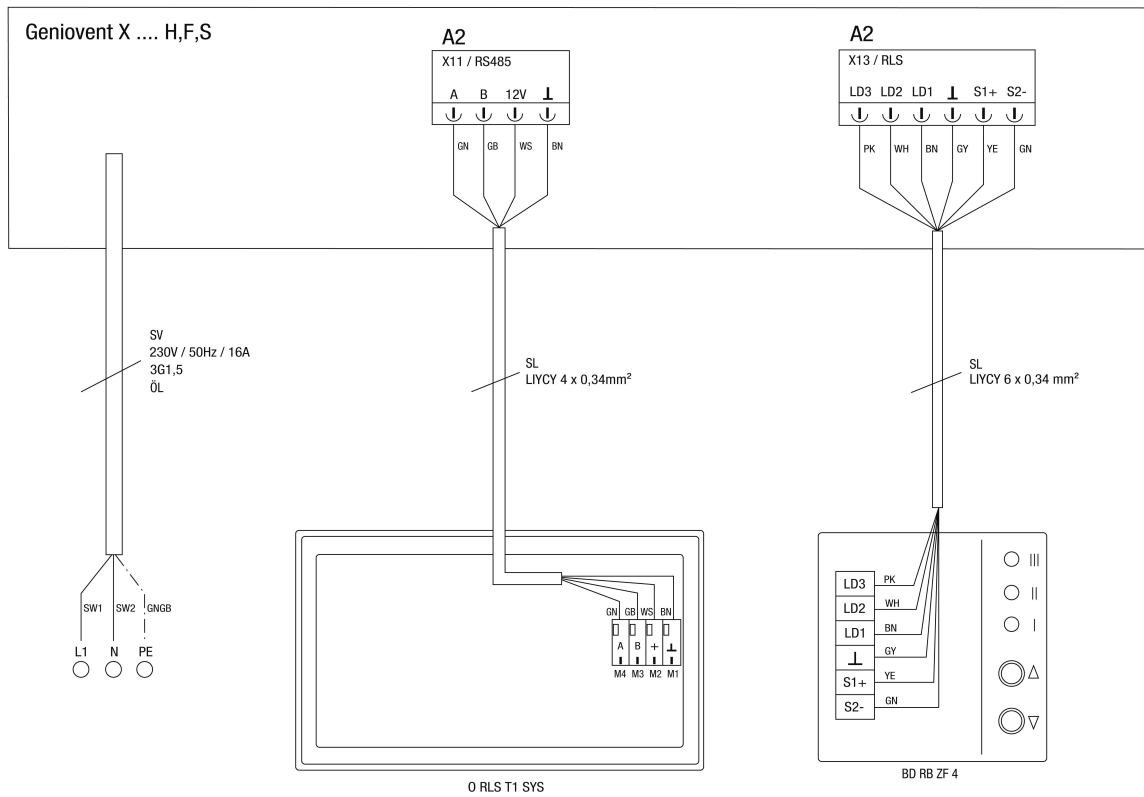 Geniovent X .... H,F,S
A2
X11 / RS485
A B 12V ⊥
GN GB WS BN
A2
X13 / RLS
LD3 LD2 LD1 ⊥ S1+ S2-
PK WH BN GY YE GN
SV
230V / 50Hz / 16A
3G1,5
ÖL
SL
LIYCY 4 x 0,34mm²
SL
LIYCY 6 x 0,34 mm²
SW1 SW2 GNGB
L1 N PE
GN GB WS BN
A B + ⊥
M4 M3 M2 M1
O RLS T1 SYS
LD3 PK
LD2 WH
LD1 BN
⊥ GY
S1+ YE
S2- GN
III
II
I
BD RB ZF 4